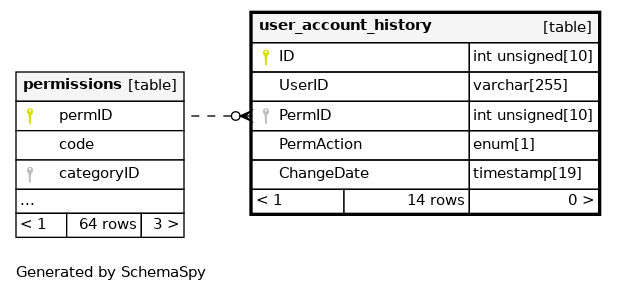 user_account_history [table]
ID int unsigned[10]
UserID varchar[255]
PermID int unsigned[10]
PermAction enum[1]
ChangeDate timestamp[19]
< 1 14 rows 0 >
permissions [table]
permID
code
categoryID
...
< 1 64 rows 3 >
Generated by SchemaSpy